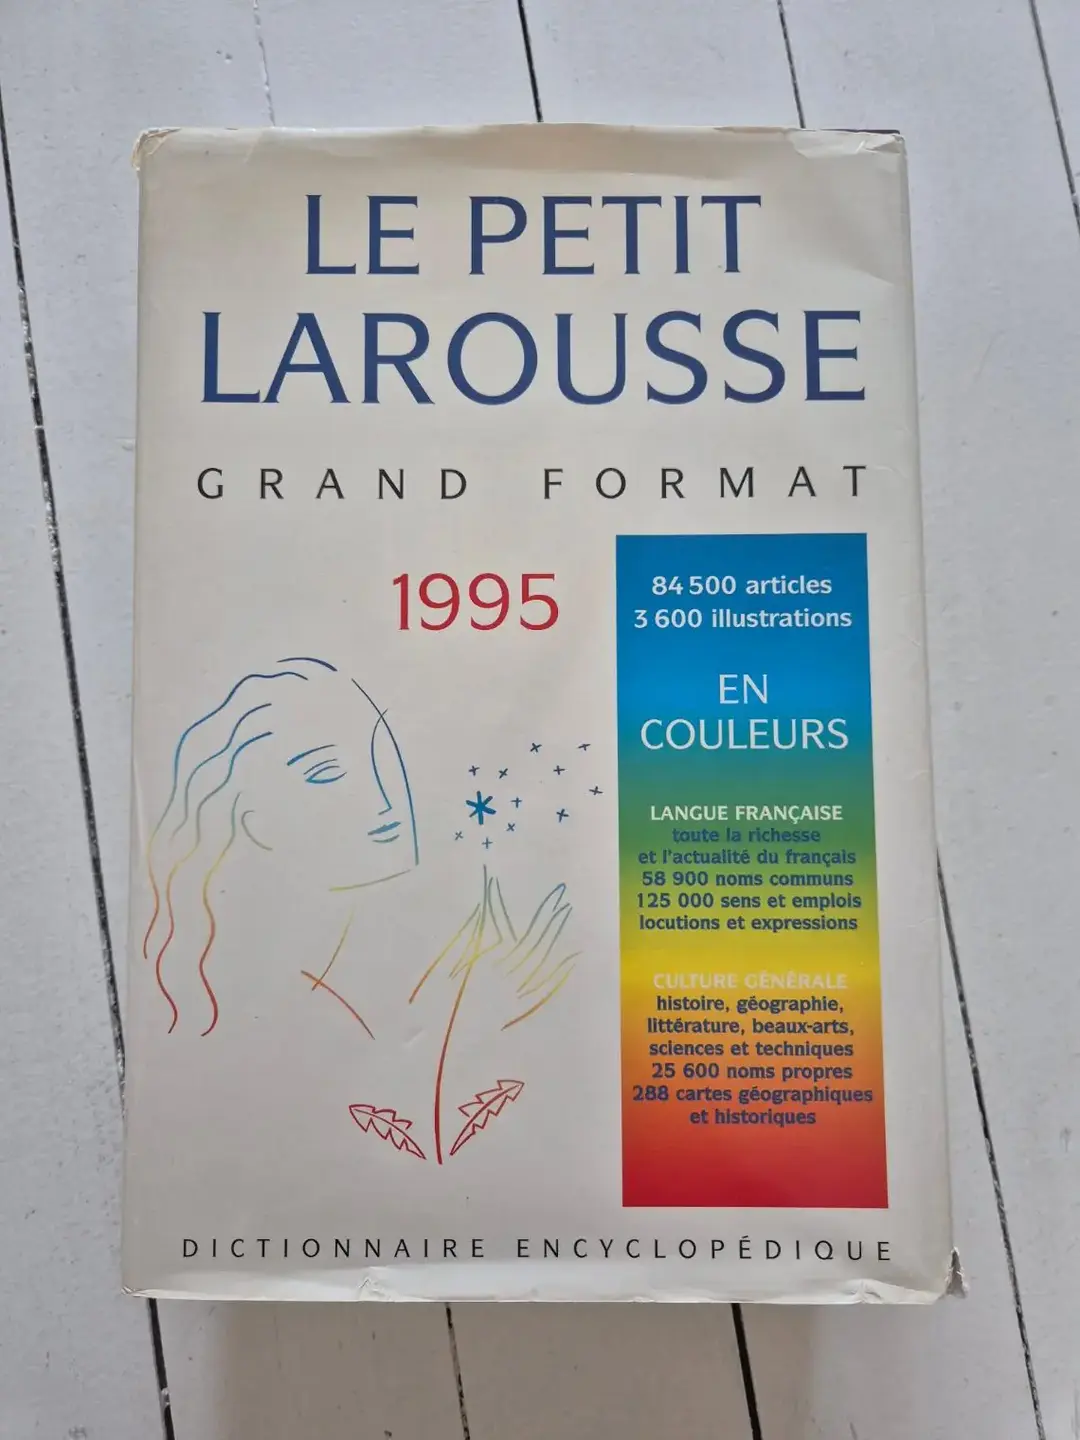 LE PETIT
LAROUSSE
GRAND FORMAT
1995
84 500 articles
3 600 illustrations
EN
COULEURS
LANGUE FRANÇAISE
toute la richesse
et l'actualité du français
58 900 noms communs
125 000 sens et emplois
locutions et expressions
CULTURE GÉNÉRALE
histoire, géographie,
littérature, beaux-arts,
sciences et techniques
25 600 noms propres
288 cartes géographiques
et historiques
DICTIONNAIRE ENCYCLOPÉDIQUE